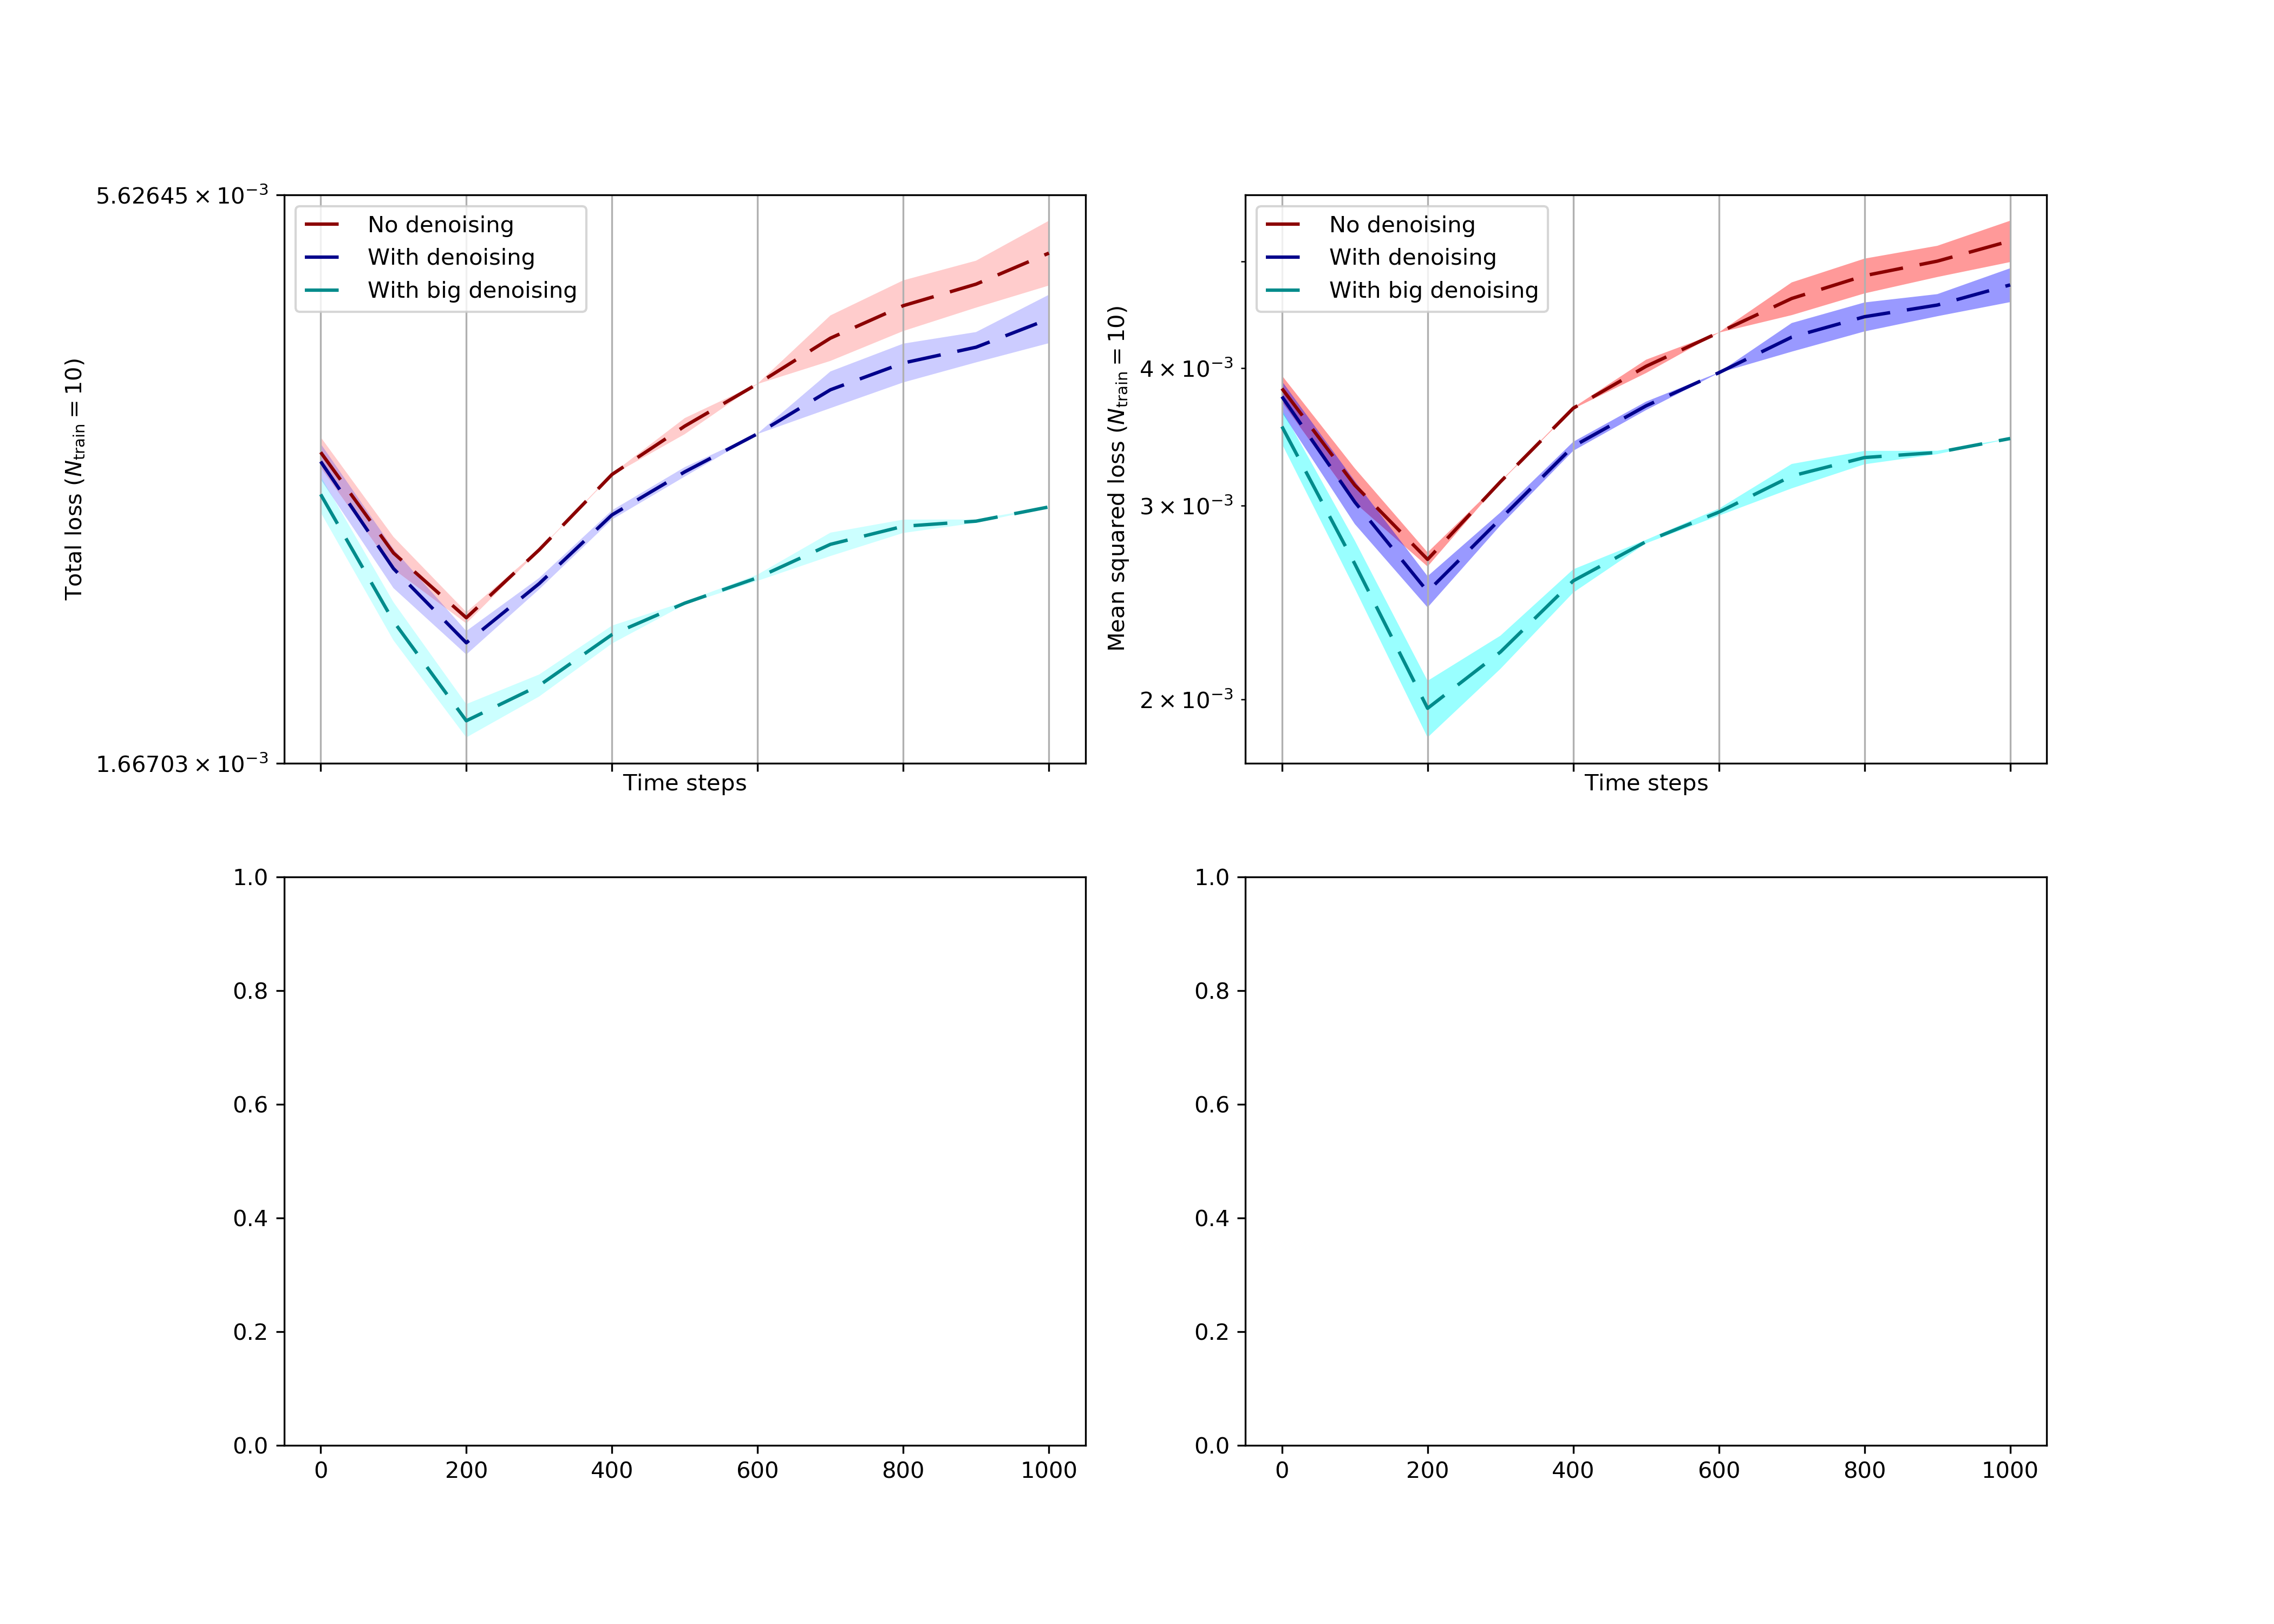 5.62645 × 10⁻³
1.66703 × 10⁻³
Total loss (N_train = 10)
No denoising
With denoising
With big denoising
Time steps
4 × 10⁻³
3 × 10⁻³
2 × 10⁻³
Mean squared loss (N_train = 10)
No denoising
With denoising
With big denoising
Time steps
1.0
0.8
0.6
0.4
0.2
0.0
0 200 400 600 800 1000
1.0
0.8
0.6
0.4
0.2
0.0
0 200 400 600 800 1000